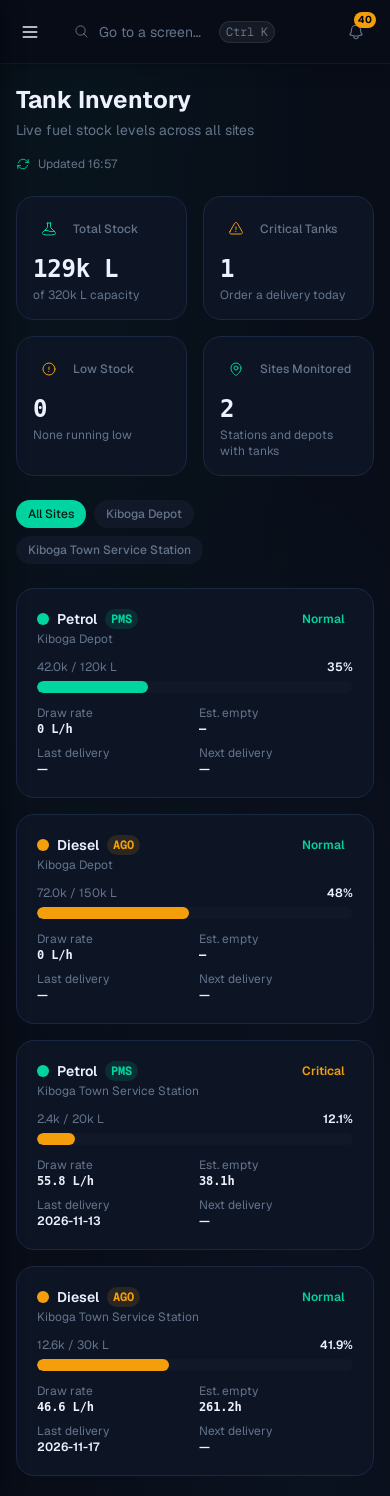 Go to a screen... Ctrl K
40
Tank Inventory
Live fuel stock levels across all sites
Updated 16:57
Total Stock
129k L
of 320k L capacity
Critical Tanks
1
Order a delivery today
Low Stock
0
None running low
Sites Monitored
2
Stations and depots
with tanks
All Sites
Kiboga Depot
Kiboga Town Service Station
Petrol PMS Normal
Kiboga Depot
42.0k / 120k L 35%
Draw rate Est. empty
0 L/h —
Last delivery Next delivery
— —
Diesel AGO Normal
Kiboga Depot
72.0k / 150k L 48%
Draw rate Est. empty
0 L/h —
Last delivery Next delivery
— —
Petrol PMS Critical
Kiboga Town Service Station
2.4k / 20k L 12.1%
Draw rate Est. empty
55.8 L/h 38.1h
Last delivery Next delivery
2026-11-13 —
Diesel AGO Normal
Kiboga Town Service Station
12.6k / 30k L 41.9%
Draw rate Est. empty
46.6 L/h 261.2h
Last delivery Next delivery
2026-11-17 —